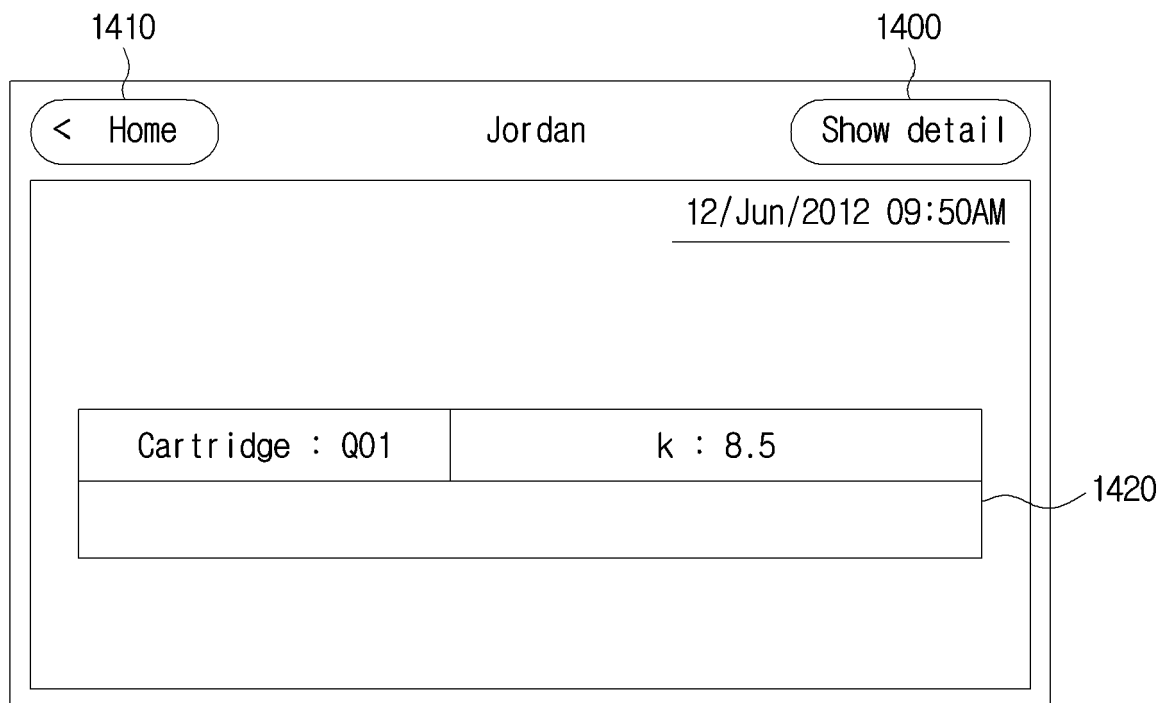 1410 1400
< Home Jordan Show detail
12/Jun/2012 09:50AM
Cartridge : Q01 k : 8.5
1420